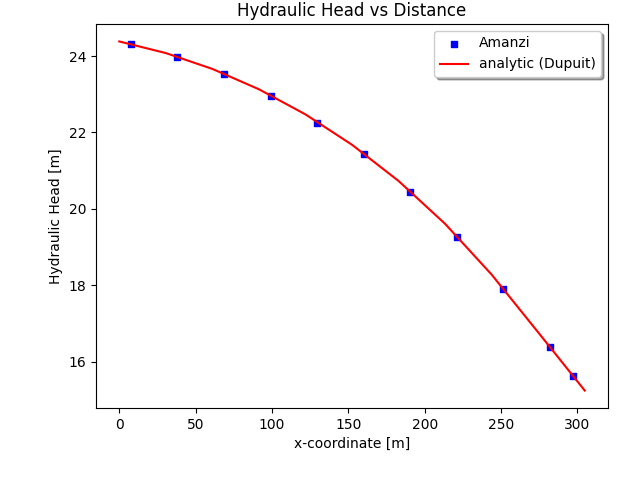 Hydraulic Head vs Distance
Amanzi
analytic (Dupuit)
Hydraulic Head [m]
24
22
20
18
16
0 50 100 150 200 250 300
x-coordinate [m]